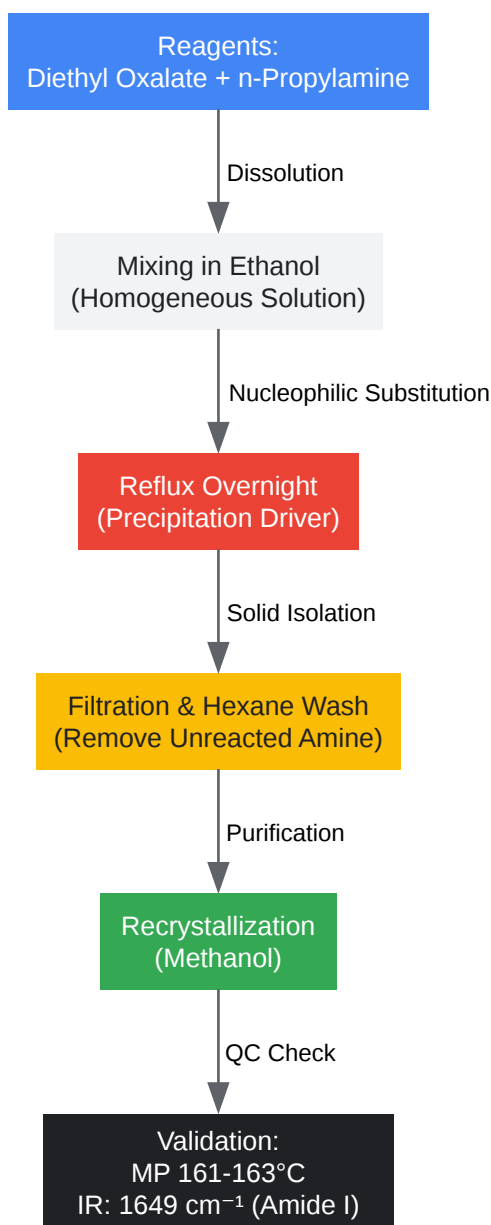 Reagents:
Diethyl Oxalate + n-Propylamine
Dissolution
Mixing in Ethanol
(Homogeneous Solution)
Nucleophilic Substitution
Reflux Overnight
(Precipitation Driver)
Solid Isolation
Filtration & Hexane Wash
(Remove Unreacted Amine)
Purification
Recrystallization
(Methanol)
QC Check
Validation:
MP 161-163°C
IR: 1649 cm⁻¹ (Amide I)